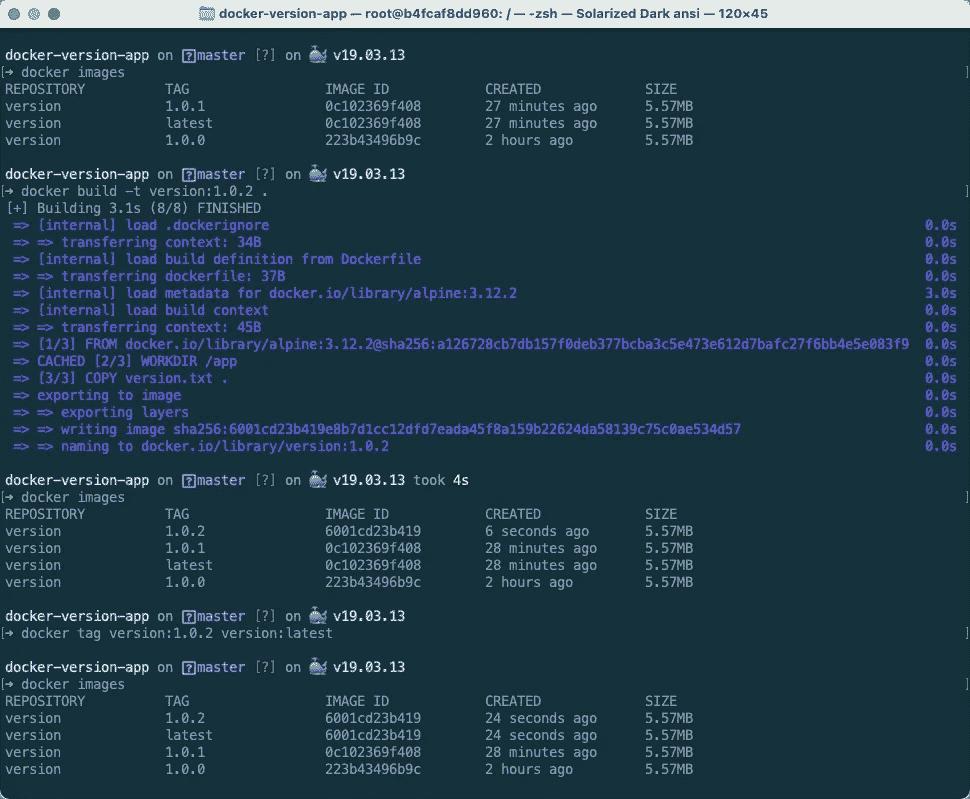 docker-version-app — root@b4fcaf8dd960: / — -zsh — Solarized Dark ansi — 120×45
docker-version-app on [?]master [?] on 🐳 v19.03.13
[→ docker images ]
REPOSITORY TAG IMAGE ID CREATED SIZE
version 1.0.1 0c102369f408 27 minutes ago 5.57MB
version latest 0c102369f408 27 minutes ago 5.57MB
version 1.0.0 223b43496b9c 2 hours ago 5.57MB
docker-version-app on [?]master [?] on 🐳 v19.03.13
[→ docker build -t version:1.0.2 . ]
[+] Building 3.1s (8/8) FINISHED
=> [internal] load .dockerignore 0.0s
=> => transferring context: 34B 0.0s
=> [internal] load build definition from Dockerfile 0.0s
=> => transferring dockerfile: 37B 0.0s
=> [internal] load metadata for docker.io/library/alpine:3.12.2 3.0s
=> [internal] load build context 0.0s
=> => transferring context: 45B 0.0s
=> [1/3] FROM docker.io/library/alpine:3.12.2@sha256:a126728cb7db157f0deb377bcba3c5e473e612d7bafc27f6bb4e5e083f9 0.0s
=> CACHED [2/3] WORKDIR /app 0.0s
=> [3/3] COPY version.txt . 0.0s
=> exporting to image 0.0s
=> => exporting layers 0.0s
=> => writing image sha256:6001cd23b419e8b7d1cc12dfd7eada45f8a159b22624da58139c75c0ae534d57 0.0s
=> => naming to docker.io/library/version:1.0.2 0.0s
docker-version-app on [?]master [?] on 🐳 v19.03.13 took 4s
[→ docker images ]
REPOSITORY TAG IMAGE ID CREATED SIZE
version 1.0.2 6001cd23b419 6 seconds ago 5.57MB
version 1.0.1 0c102369f408 28 minutes ago 5.57MB
version latest 0c102369f408 28 minutes ago 5.57MB
version 1.0.0 223b43496b9c 2 hours ago 5.57MB
docker-version-app on [?]master [?] on 🐳 v19.03.13
[→ docker tag version:1.0.2 version:latest ]
docker-version-app on [?]master [?] on 🐳 v19.03.13
[→ docker images ]
REPOSITORY TAG IMAGE ID CREATED SIZE
version 1.0.2 6001cd23b419 24 seconds ago 5.57MB
version latest 6001cd23b419 24 seconds ago 5.57MB
version 1.0.1 0c102369f408 28 minutes ago 5.57MB
version 1.0.0 223b43496b9c 2 hours ago 5.57MB